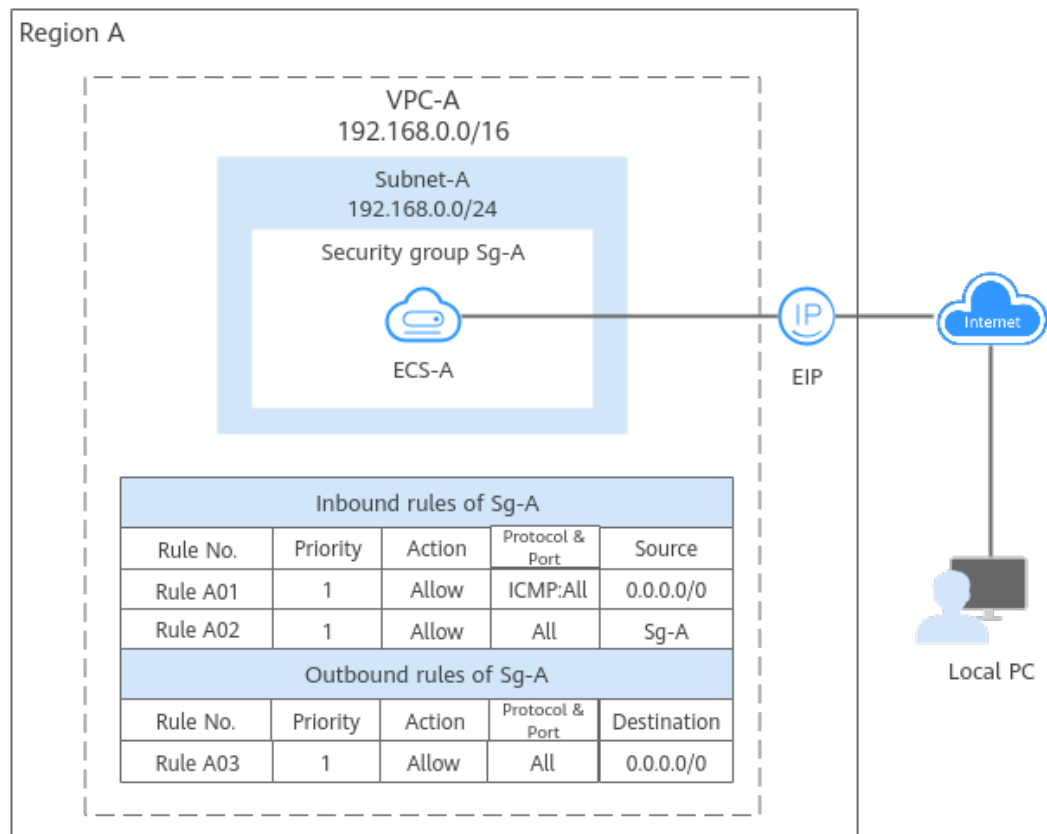 Region A
VPC-A
192.168.0.0/16
Subnet-A
192.168.0.0/24
Security group Sg-A
ECS-A
IP
EIP
Internet
Local PC
Inbound rules of Sg-A
Rule No. Priority Action Protocol & Port Source
Rule A01 1 Allow ICMP:All 0.0.0.0/0
Rule A02 1 Allow All Sg-A
Outbound rules of Sg-A
Rule No. Priority Action Protocol & Port Destination
Rule A03 1 Allow All 0.0.0.0/0